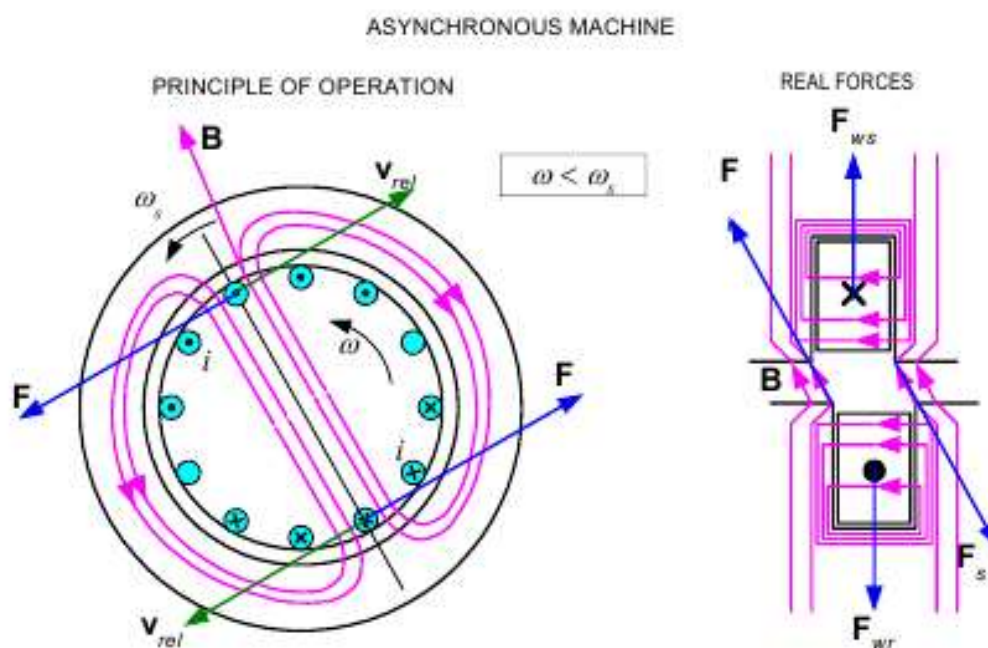 ASYNCHRONOUS MACHINE
PRINCIPLE OF OPERATION
REAL FORCES
B
v_rel
ω < ω_s
F_ws
F
ω_s
i
ω
F
F
i
v_rel
B
F_s
F_wr